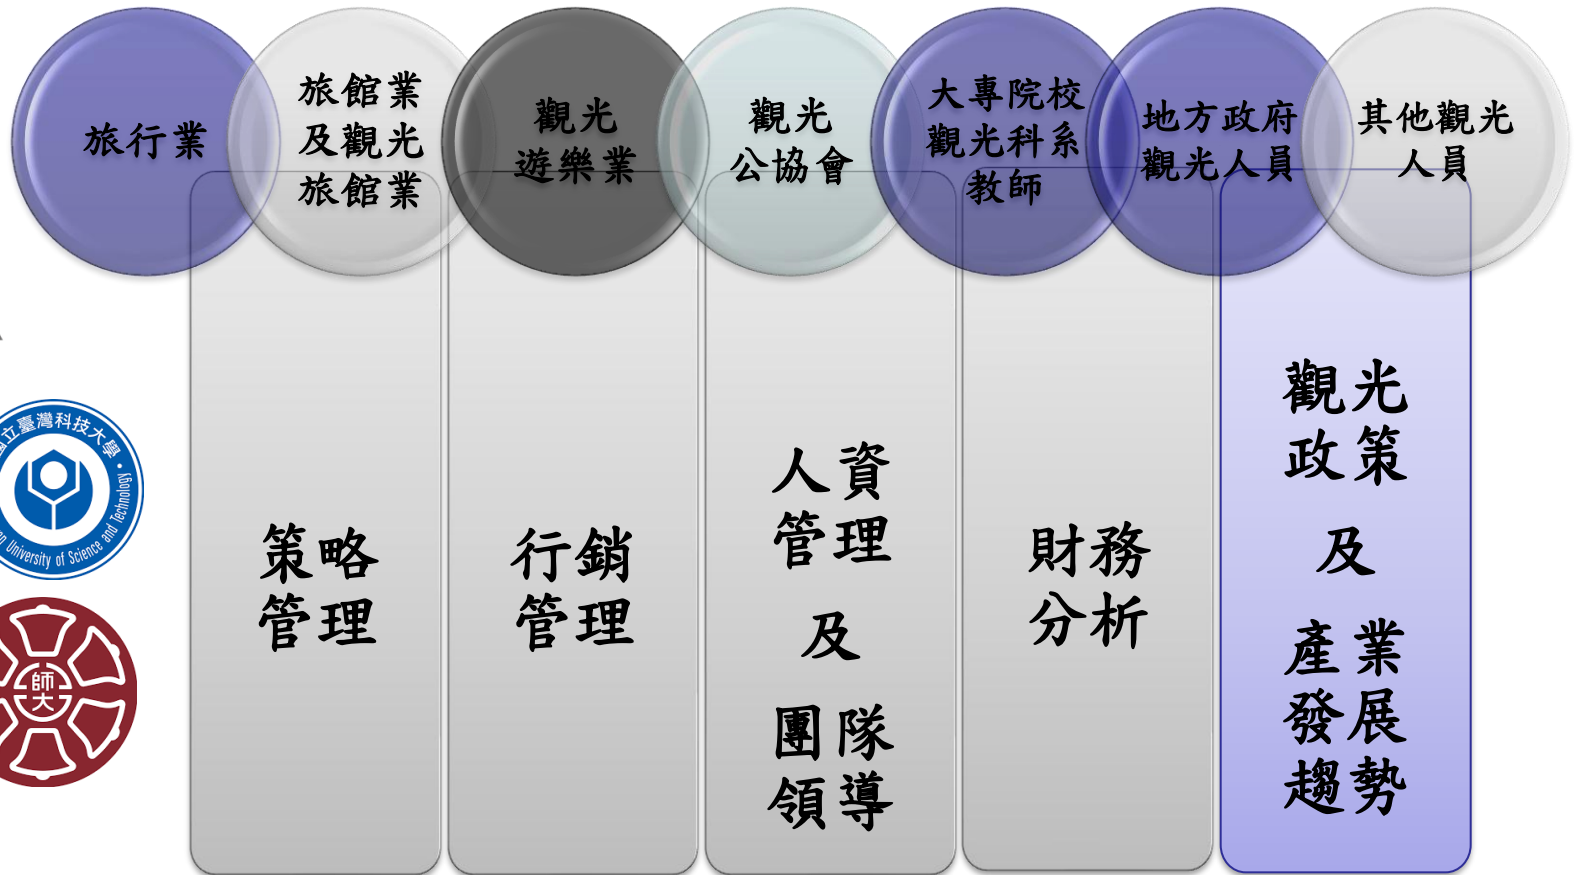 旅行業
旅館業
及觀光
旅館業
觀光
遊樂業
觀光
公協會
大專院校
觀光科系
教師
地方政府
觀光人員
其他觀光
人員
立臺灣科技大學
University of Science and Technology
師大
策略
管理
行銷
管理
人資
管理
及
團隊
領導
財務
分析
觀光
政策
及
產業
發展
趨勢